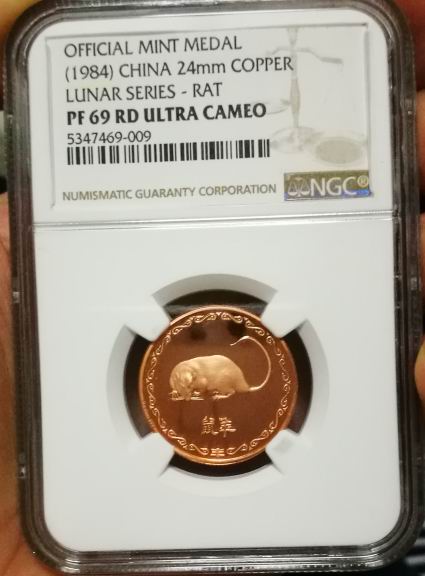 OFFICIAL MINT MEDAL
(1984) CHINA 24mm COPPER
LUNAR SERIES - RAT
PF 69 RD ULTRA CAMEO
5347469-009
NUMISMATIC GUARANTY CORPORATION
NGC®
鼠年